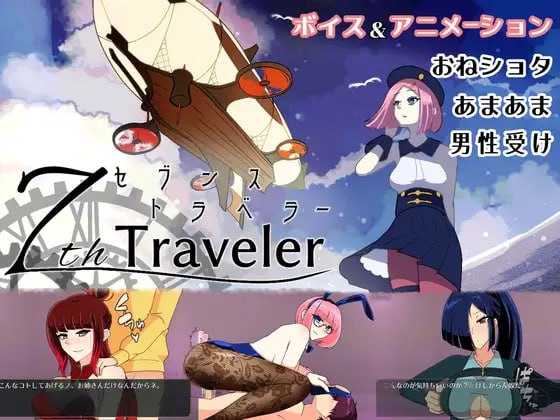 ボイス&アニメーション
おねショタ
あまあま
男性受け
セブンス
トラベラー
7th Traveler
こんなコトしてあげるノ、お姉さんだけなんだからネ。